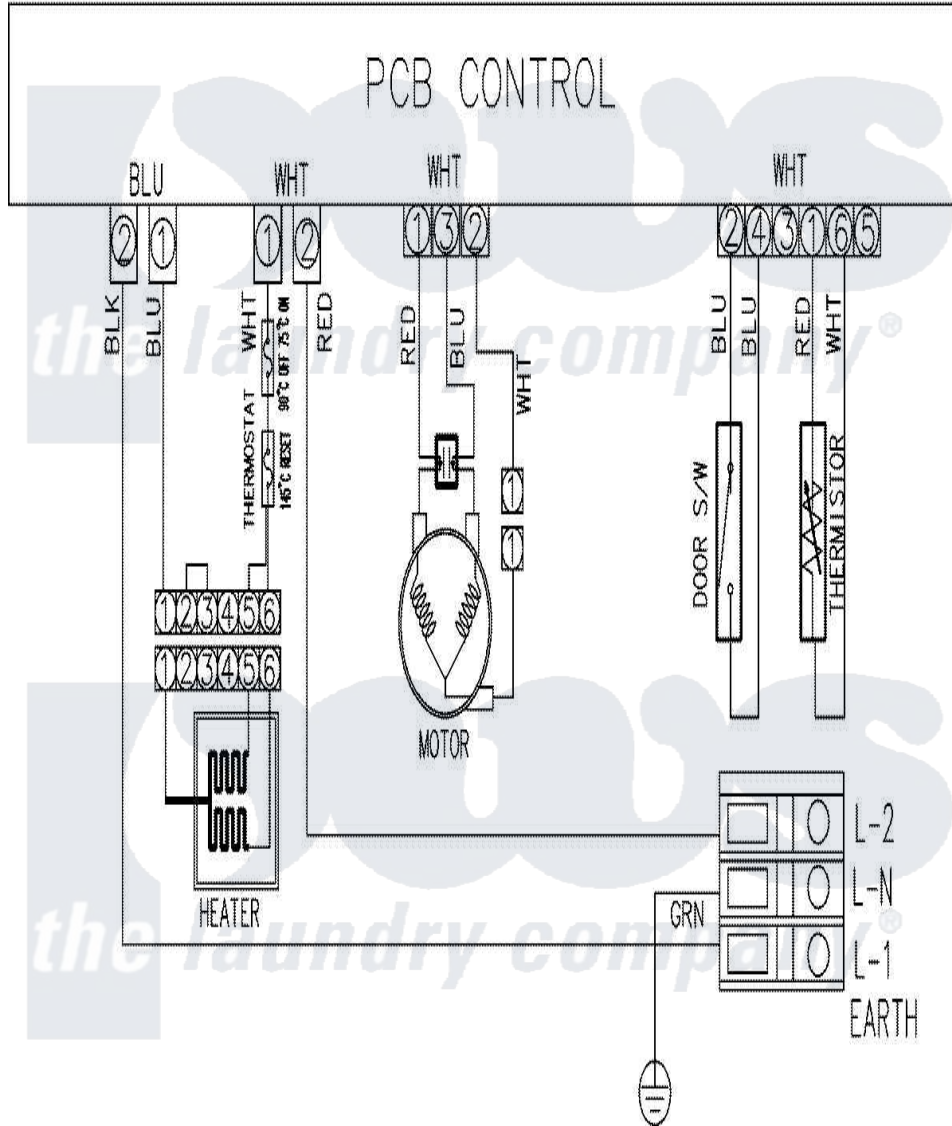 PCB CONTROL
BLU
WHT
WHT
WHT
2 1
1 2
1 3 2
2 4 3 1 6 5
BLK
BLU
WHT
RED
RED
BLU
WHT
BLU
BLU
RED
WHT
90°C OFF 75°C ON
THERMOSTAT
145°C RESET
the laundry company®
1
1
DOOR S/W
THERMISTOR
1 2 3 4 5 6
1 2 3 4 5 6
MOTOR
HEATER
L-2
L-N
GRN
L-1
the laundry company®
EARTH